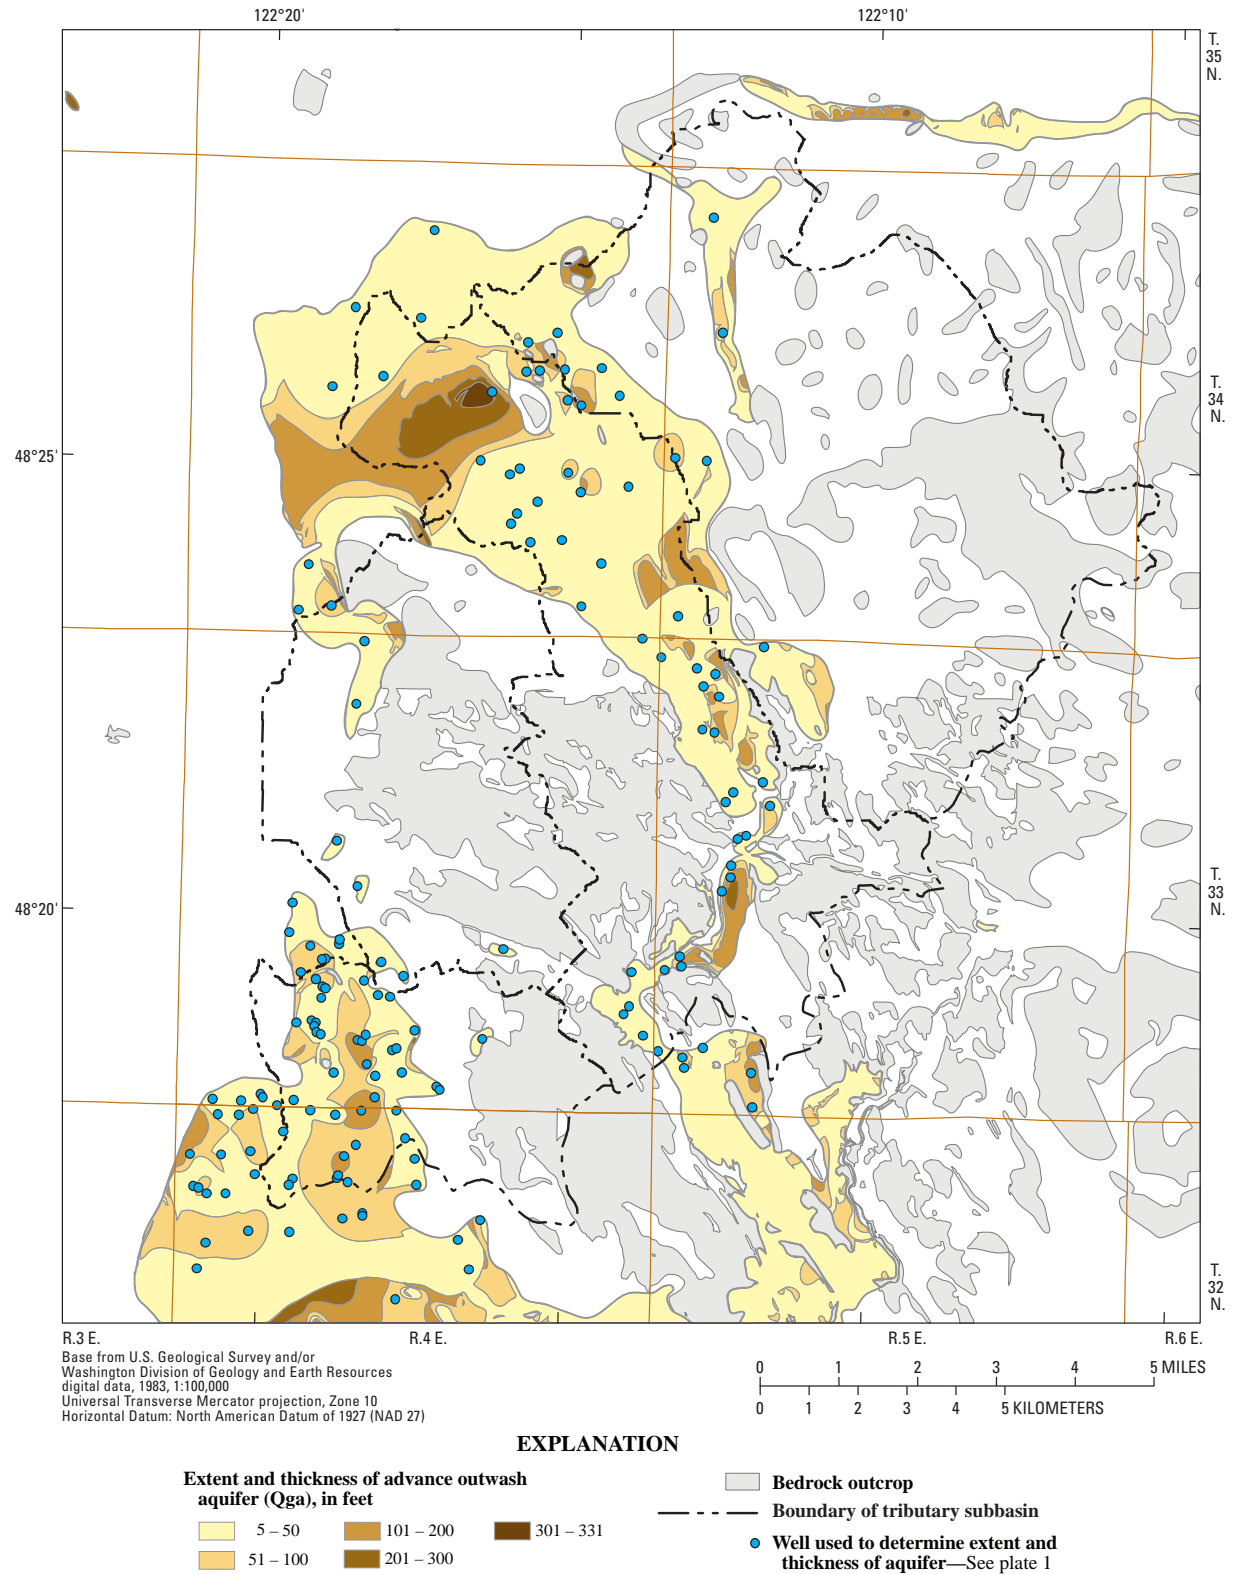 122°20' 122°10'
T.
35
N.
T.
34
N.
48°25'
T.
33
N.
48°20'
T.
32
N.
R.3 E. R.4 E. R.5 E. R.6 E.
Base from U.S. Geological Survey and/or
Washington Division of Geology and Earth Resources
digital data, 1983, 1:100,000
Universal Transverse Mercator projection, Zone 10
Horizontal Datum: North American Datum of 1927 (NAD 27)
0 1 2 3 4 5 MILES
0 1 2 3 4 5 KILOMETERS
EXPLANATION
Extent and thickness of advance outwash
aquifer (Qga), in feet
5 – 50 101 – 200 301 – 331
51 – 100 201 – 300
Bedrock outcrop
Boundary of tributary subbasin
Well used to determine extent and
thickness of aquifer—See plate 1